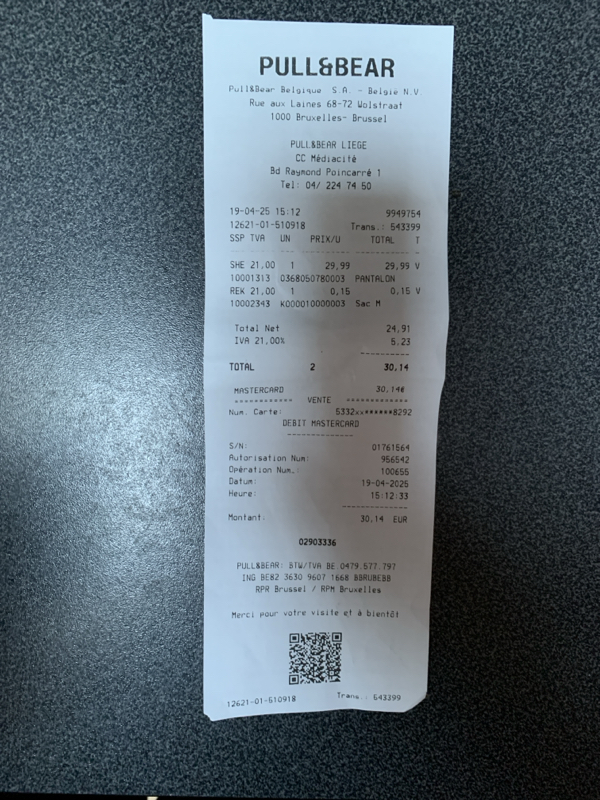 PULL&BEAR
Pull&Bear Belgique S.A. - België N.V.
Rue aux Laines 68-72 Wolstraat
1000 Bruxelles- Brussel
PULL&BEAR LIEGE
CC Médiacité
Bd Raymond Poincarré 1
Tel: 04/ 224 74 50
19-04-25 15:12 9949754
12621-01-510918 Trans.: 543399
SSP TVA UN PRIX/U TOTAL T
SHE 21,00 1 29,99 29,99 V
10001313 0368050780003 PANTALON
REK 21,00 1 0,15 0,15 V
10002343 K000010000003 Sac M
Total Net 24,91
IVA 21,00% 5,23
TOTAL 2 30,14
MASTERCARD 30,14€
============ VENTE =============
Num. Carte: 5332xx******8292
DEBIT MASTERCARD
S/N: 01761564
Autorisation Num: 956542
Opération Num.: 100655
Datum: 19-04-2025
Heure: 15:12:33
Montant: 30,14 EUR
02903336
PULL&BEAR: BTW/TVA BE 0479.577.797
ING BE82 3630 9607 1668 BBRUBEBB
RPR Brussel / RPM Bruxelles
Merci pour votre visite et à bientôt
12621-01-510918 Trans.: 543399